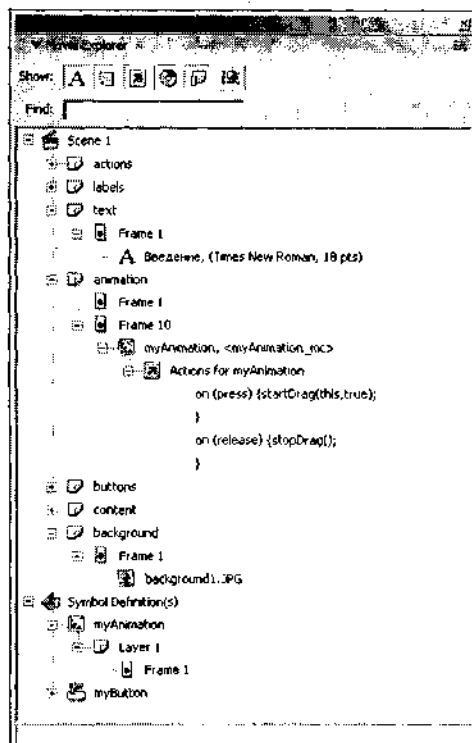 Movie Explorer
Show: A
Find:
Scene 1
actions
labels
text
Frame 1
A Введение, (Times New Roman, 18 pts)
animation
Frame 1
Frame 10
myAnimation, <myAnimation_mc>
Actions for myAnimation
on (press) {startDrag(this,true);
}
on (release) {stopDrag();
}
buttons
content
background
Frame 1
background1.JPG
Symbol Definition(s)
myAnimation
Layer 1
Frame 1
myButton